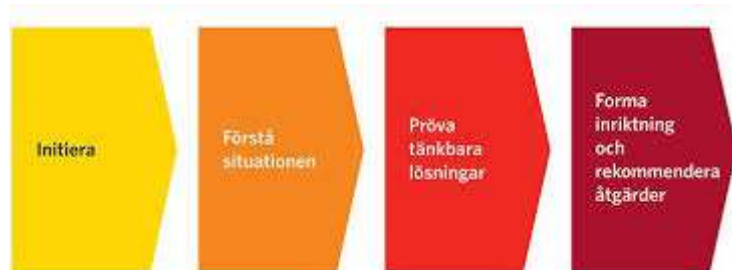 Initiera
Förstå
situationen
Pröva
tänkbara
lösningar
Forma
inriktning
och
rekommendera
åtgärder